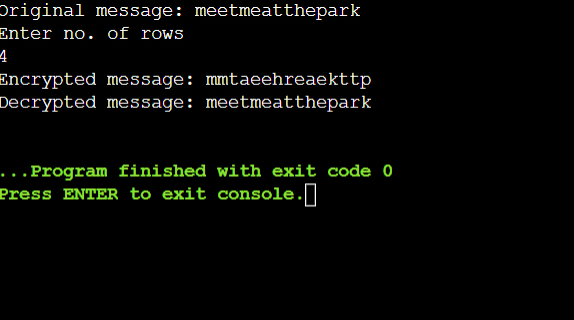 Original message: meetmeatthepark
Enter no. of rows
4
Encrypted message: mmtaeehreaekttp
Decrypted message: meetmeatthepark
...Program finished with exit code 0
Press ENTER to exit console.